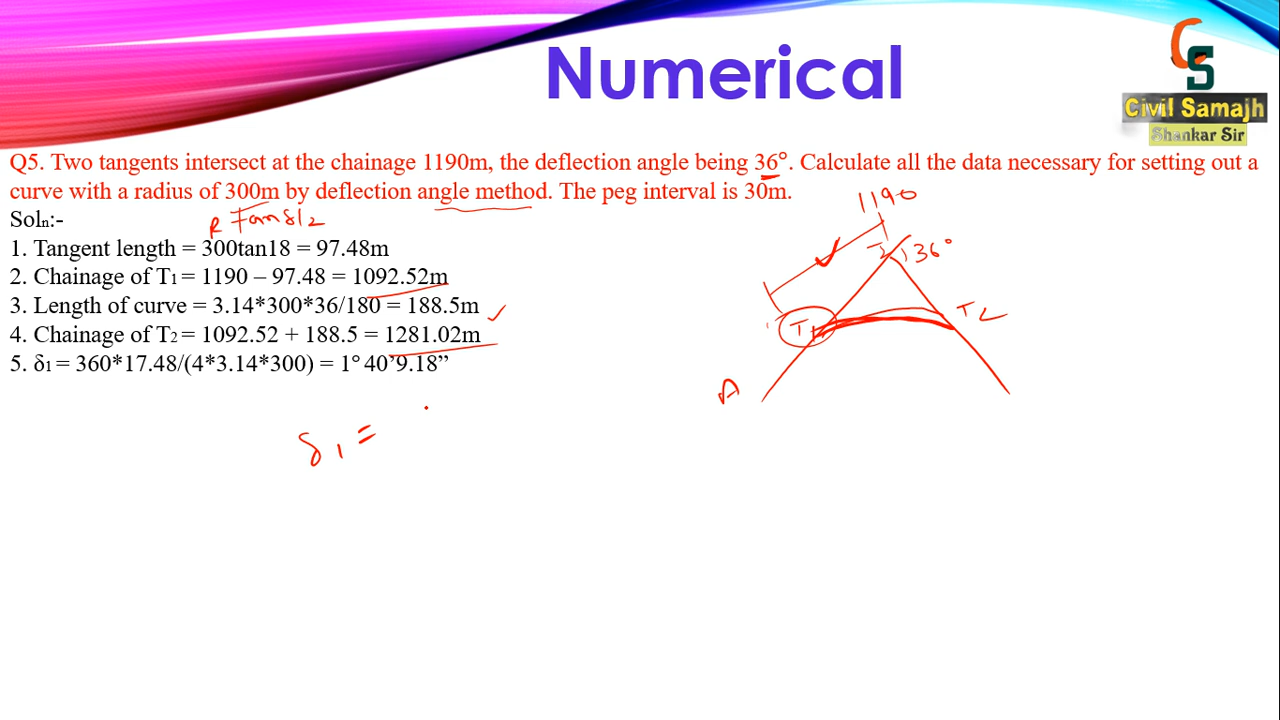 Numerical
CS
Civil Samajh
Shankar Sir
Q5. Two tangents intersect at the chainage 1190m, the deflection angle being 36°. Calculate all the data necessary for setting out a
curve with a radius of 300m by deflection angle method. The peg interval is 30m.
Soln:-
R Tan δ/2
1. Tangent length = 300tan18 = 97.48m
2. Chainage of T1 = 1190 – 97.48 = 1092.52m
3. Length of curve = 3.14*300*36/180 = 188.5m
4. Chainage of T2 = 1092.52 + 188.5 = 1281.02m
5. δ1 = 360*17.48/(4*3.14*300) = 1° 40’9.18”
δ1 =
1190
36°
T1
T2
A